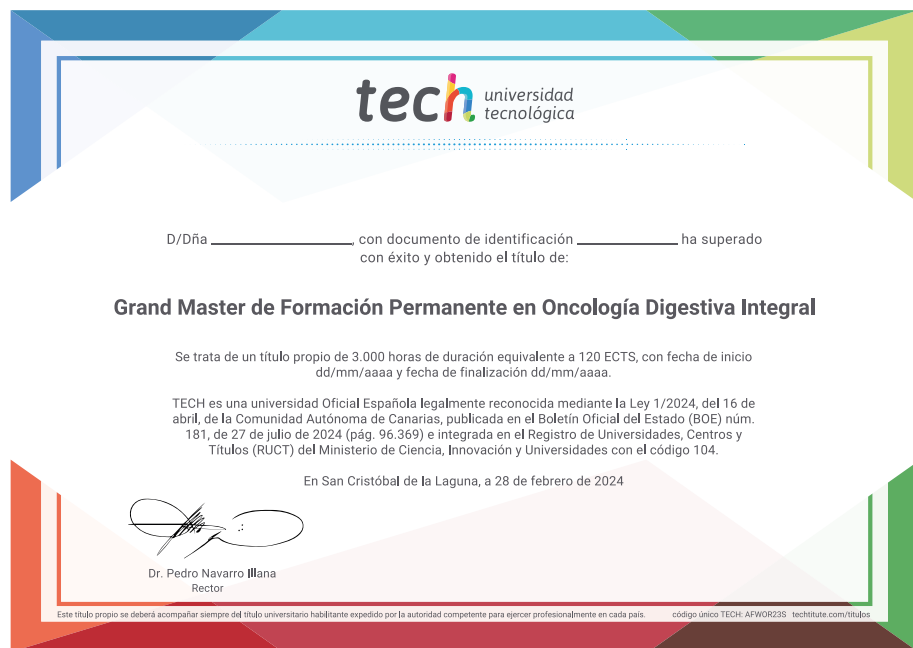 tech universidad
tecnológica
D/Dña ______________, con documento de identificación __________ ha superado
con éxito y obtenido el título de:
Grand Master de Formación Permanente en Oncología Digestiva Integral
Se trata de un título propio de 3.000 horas de duración equivalente a 120 ECTS, con fecha de inicio
dd/mm/aaaa y fecha de finalización dd/mm/aaaa.
TECH es una universidad Oficial Española legalmente reconocida mediante la Ley 1/2024, del 16 de
abril, de la Comunidad Autónoma de Canarias, publicada en el Boletín Oficial del Estado (BOE) núm.
181, de 27 de julio de 2024 (pág. 96.369) e integrada en el Registro de Universidades, Centros y
Títulos (RUCT) del Ministerio de Ciencia, Innovación y Universidades con el código 104.
En San Cristóbal de la Laguna, a 28 de febrero de 2024
Dr. Pedro Navarro Illana
Rector
Este título propio se deberá acompañar siempre del título universitario habilitante expedido por la autoridad competente para ejercer profesionalmente en cada país. código único TECH: AFWOR23S techtitute.com/titulos